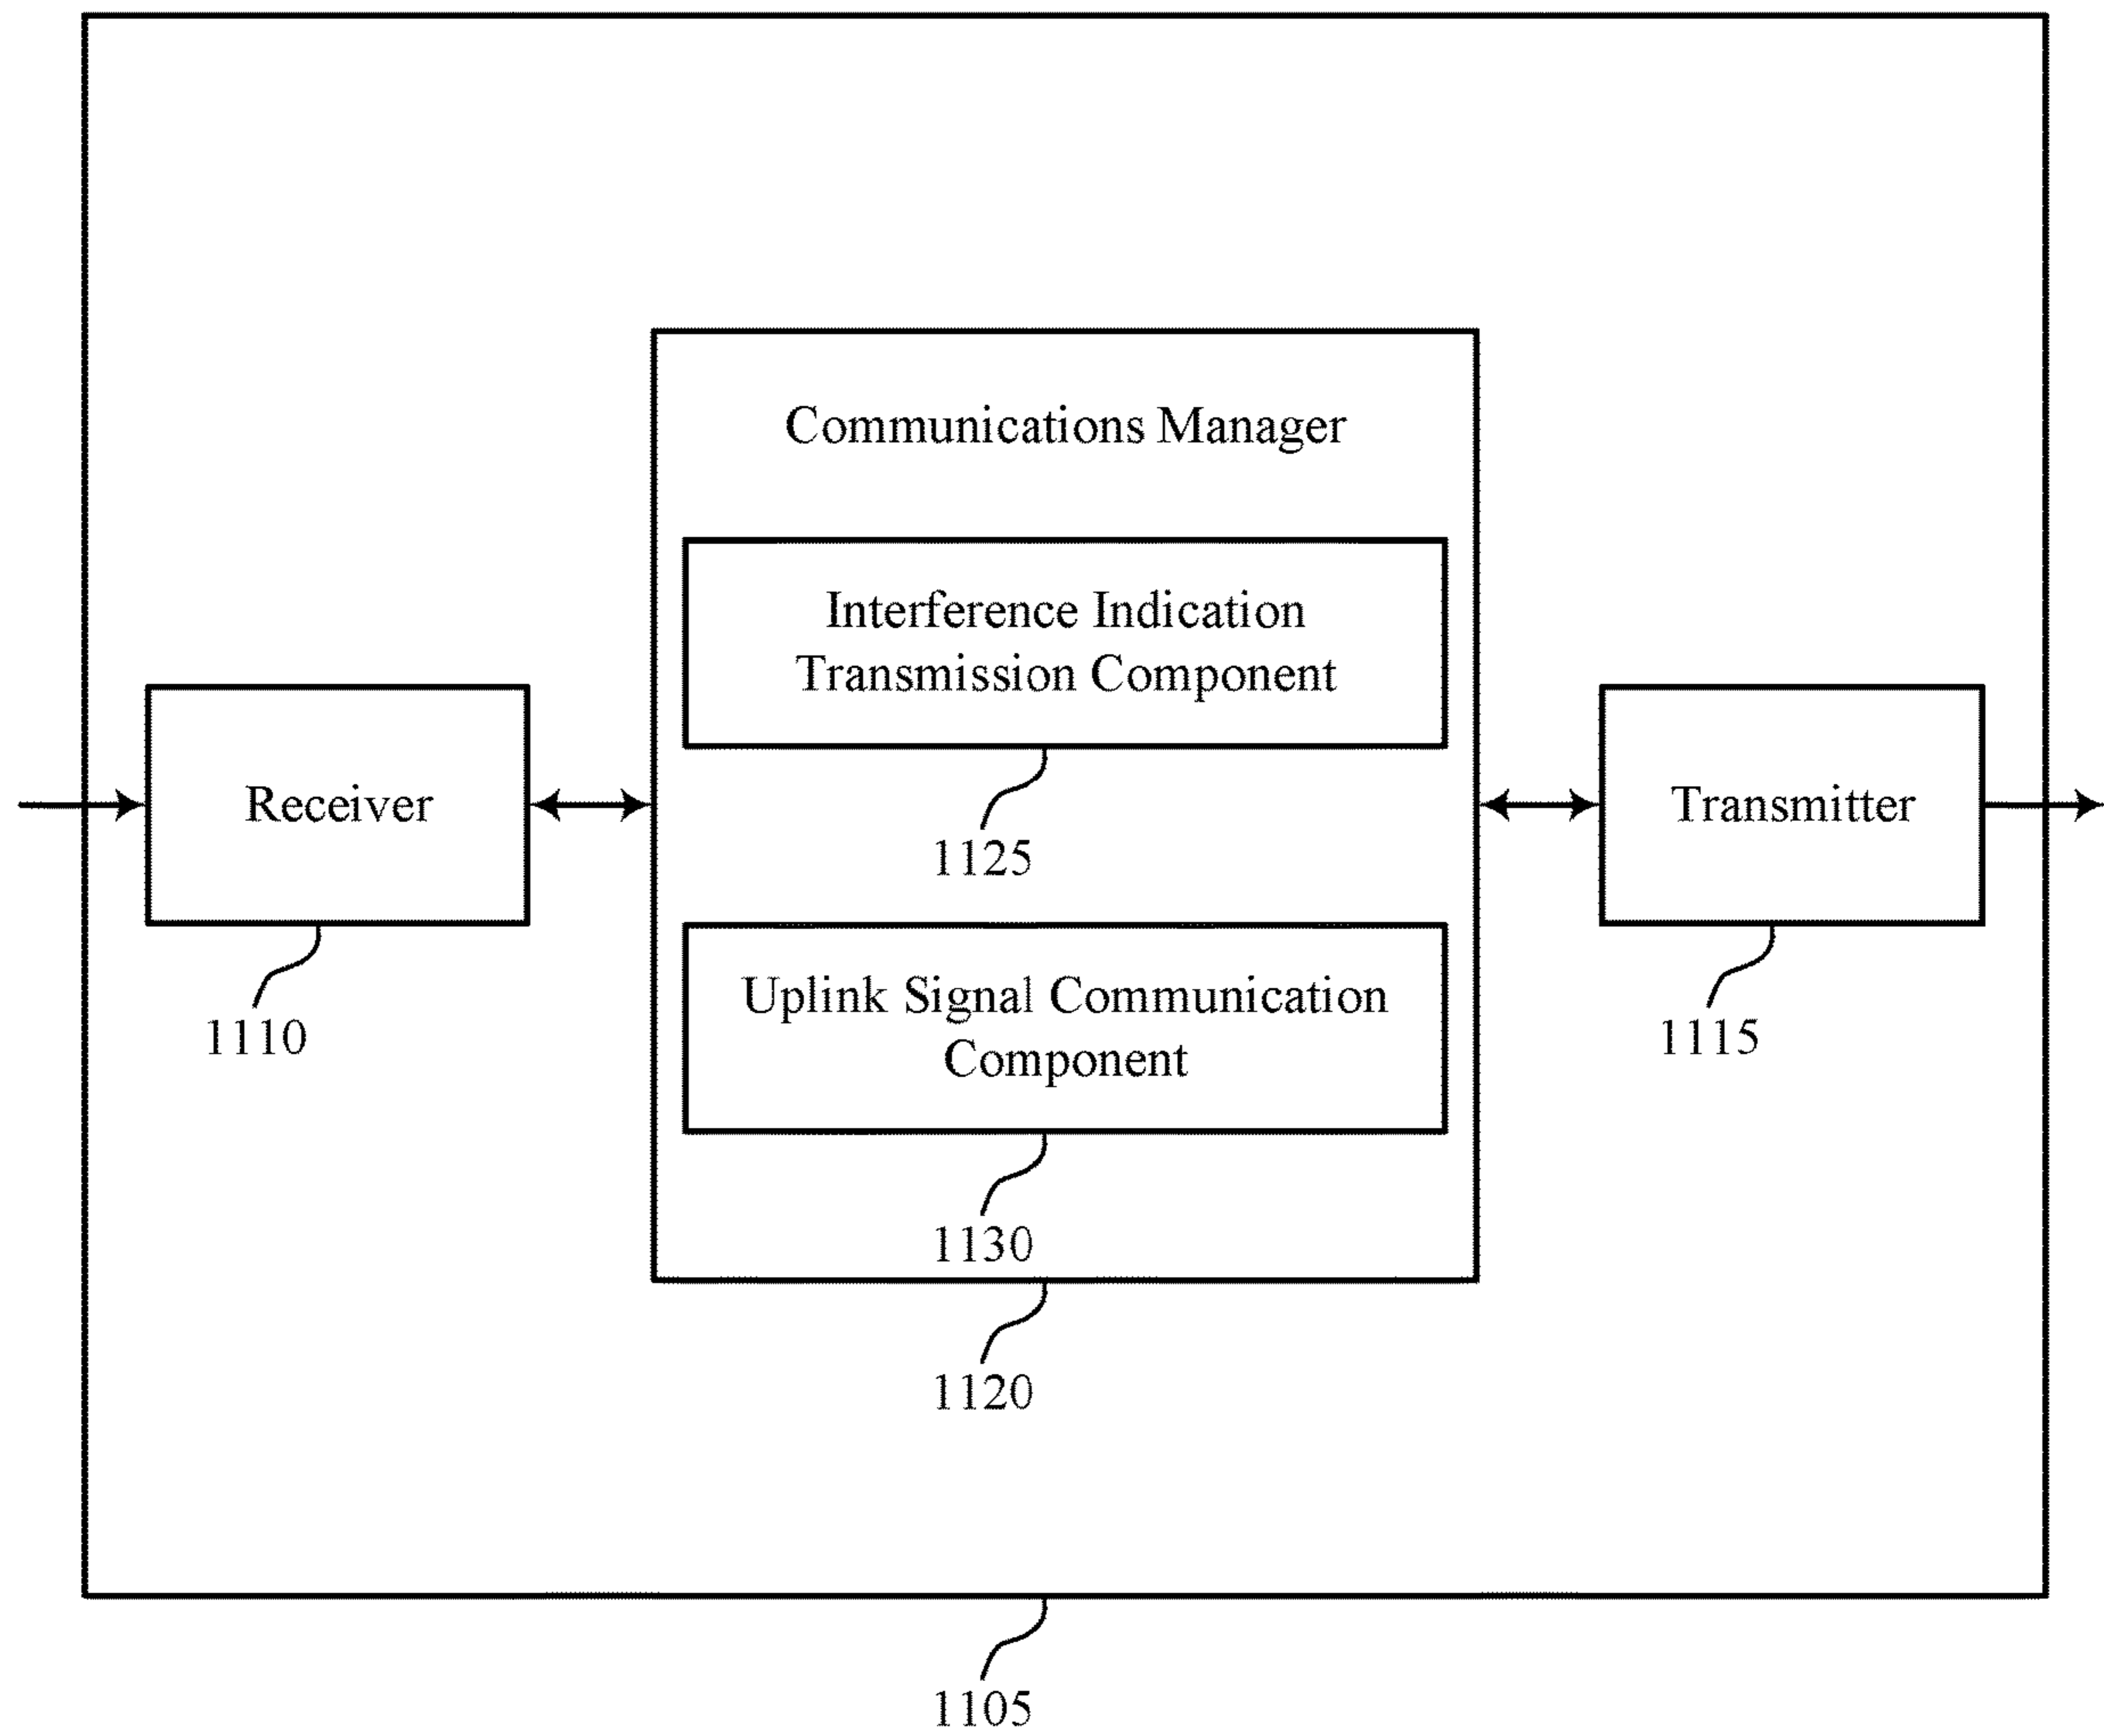 Communications Manager
Interference Indication
Transmission Component
1125
Receiver
1110
Transmitter
1115
Uplink Signal Communication
Component
1130
1120
1105